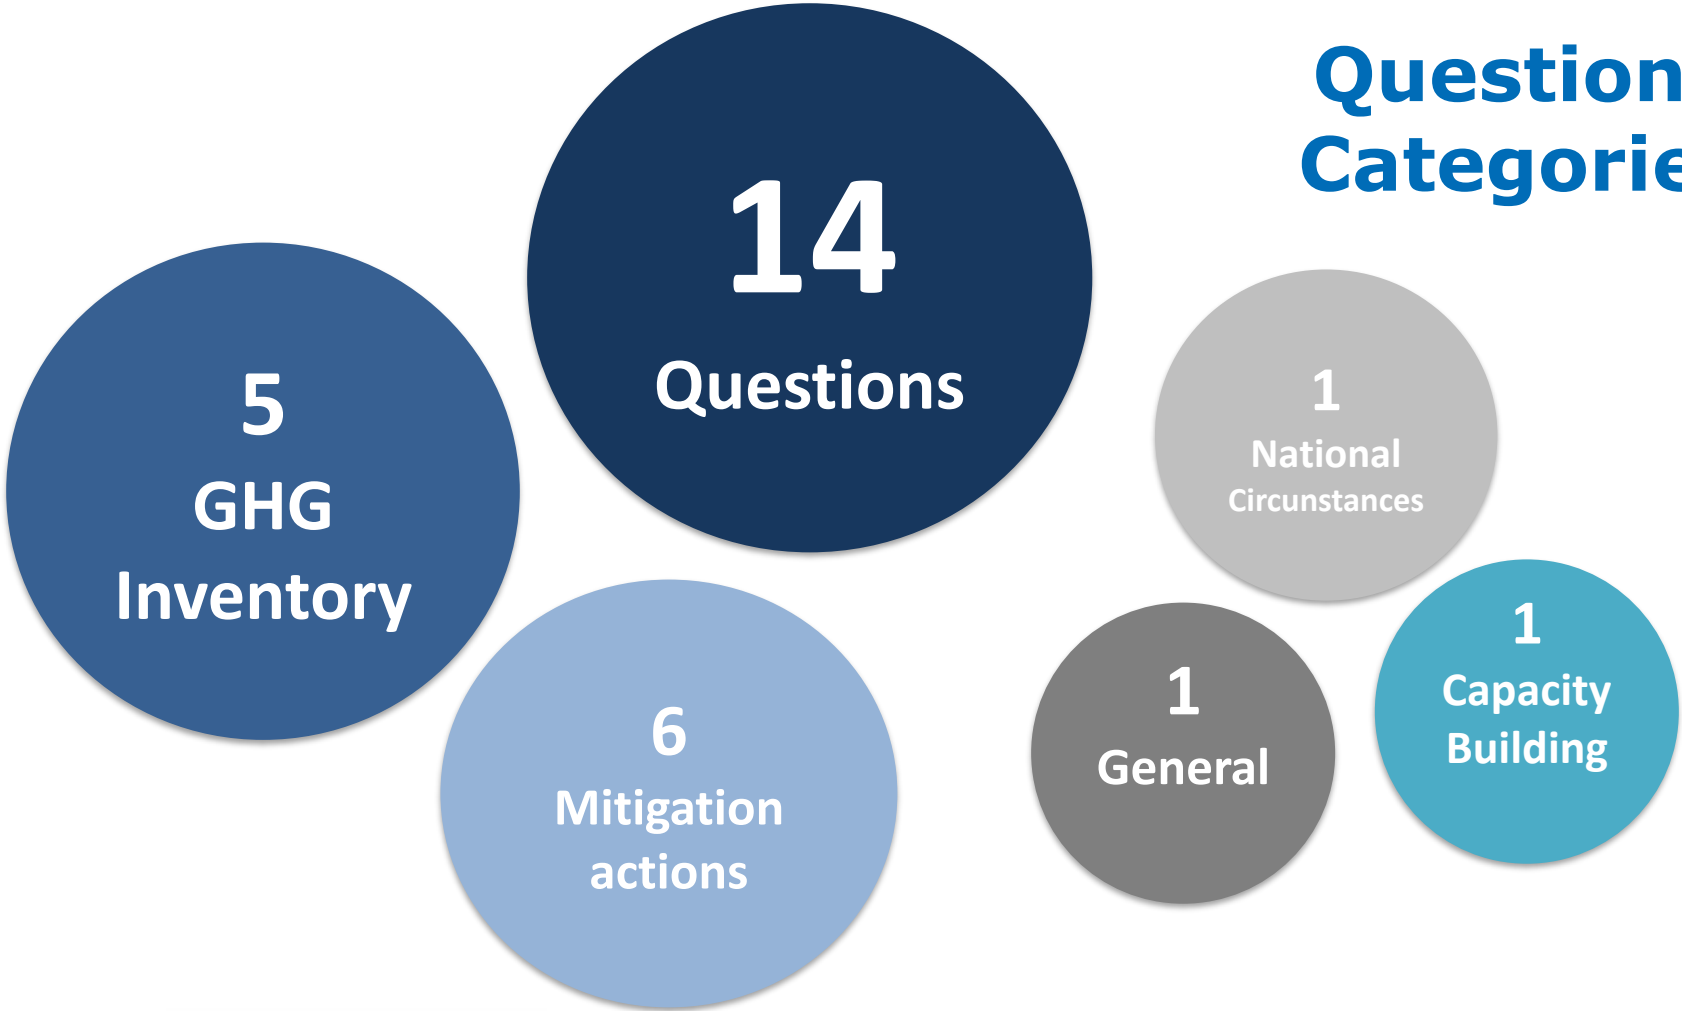 Question
Categorie
14
Questions
5
GHG
Inventory
6
Mitigation
actions
1
National
Circunstances
1
General
1
Capacity
Building